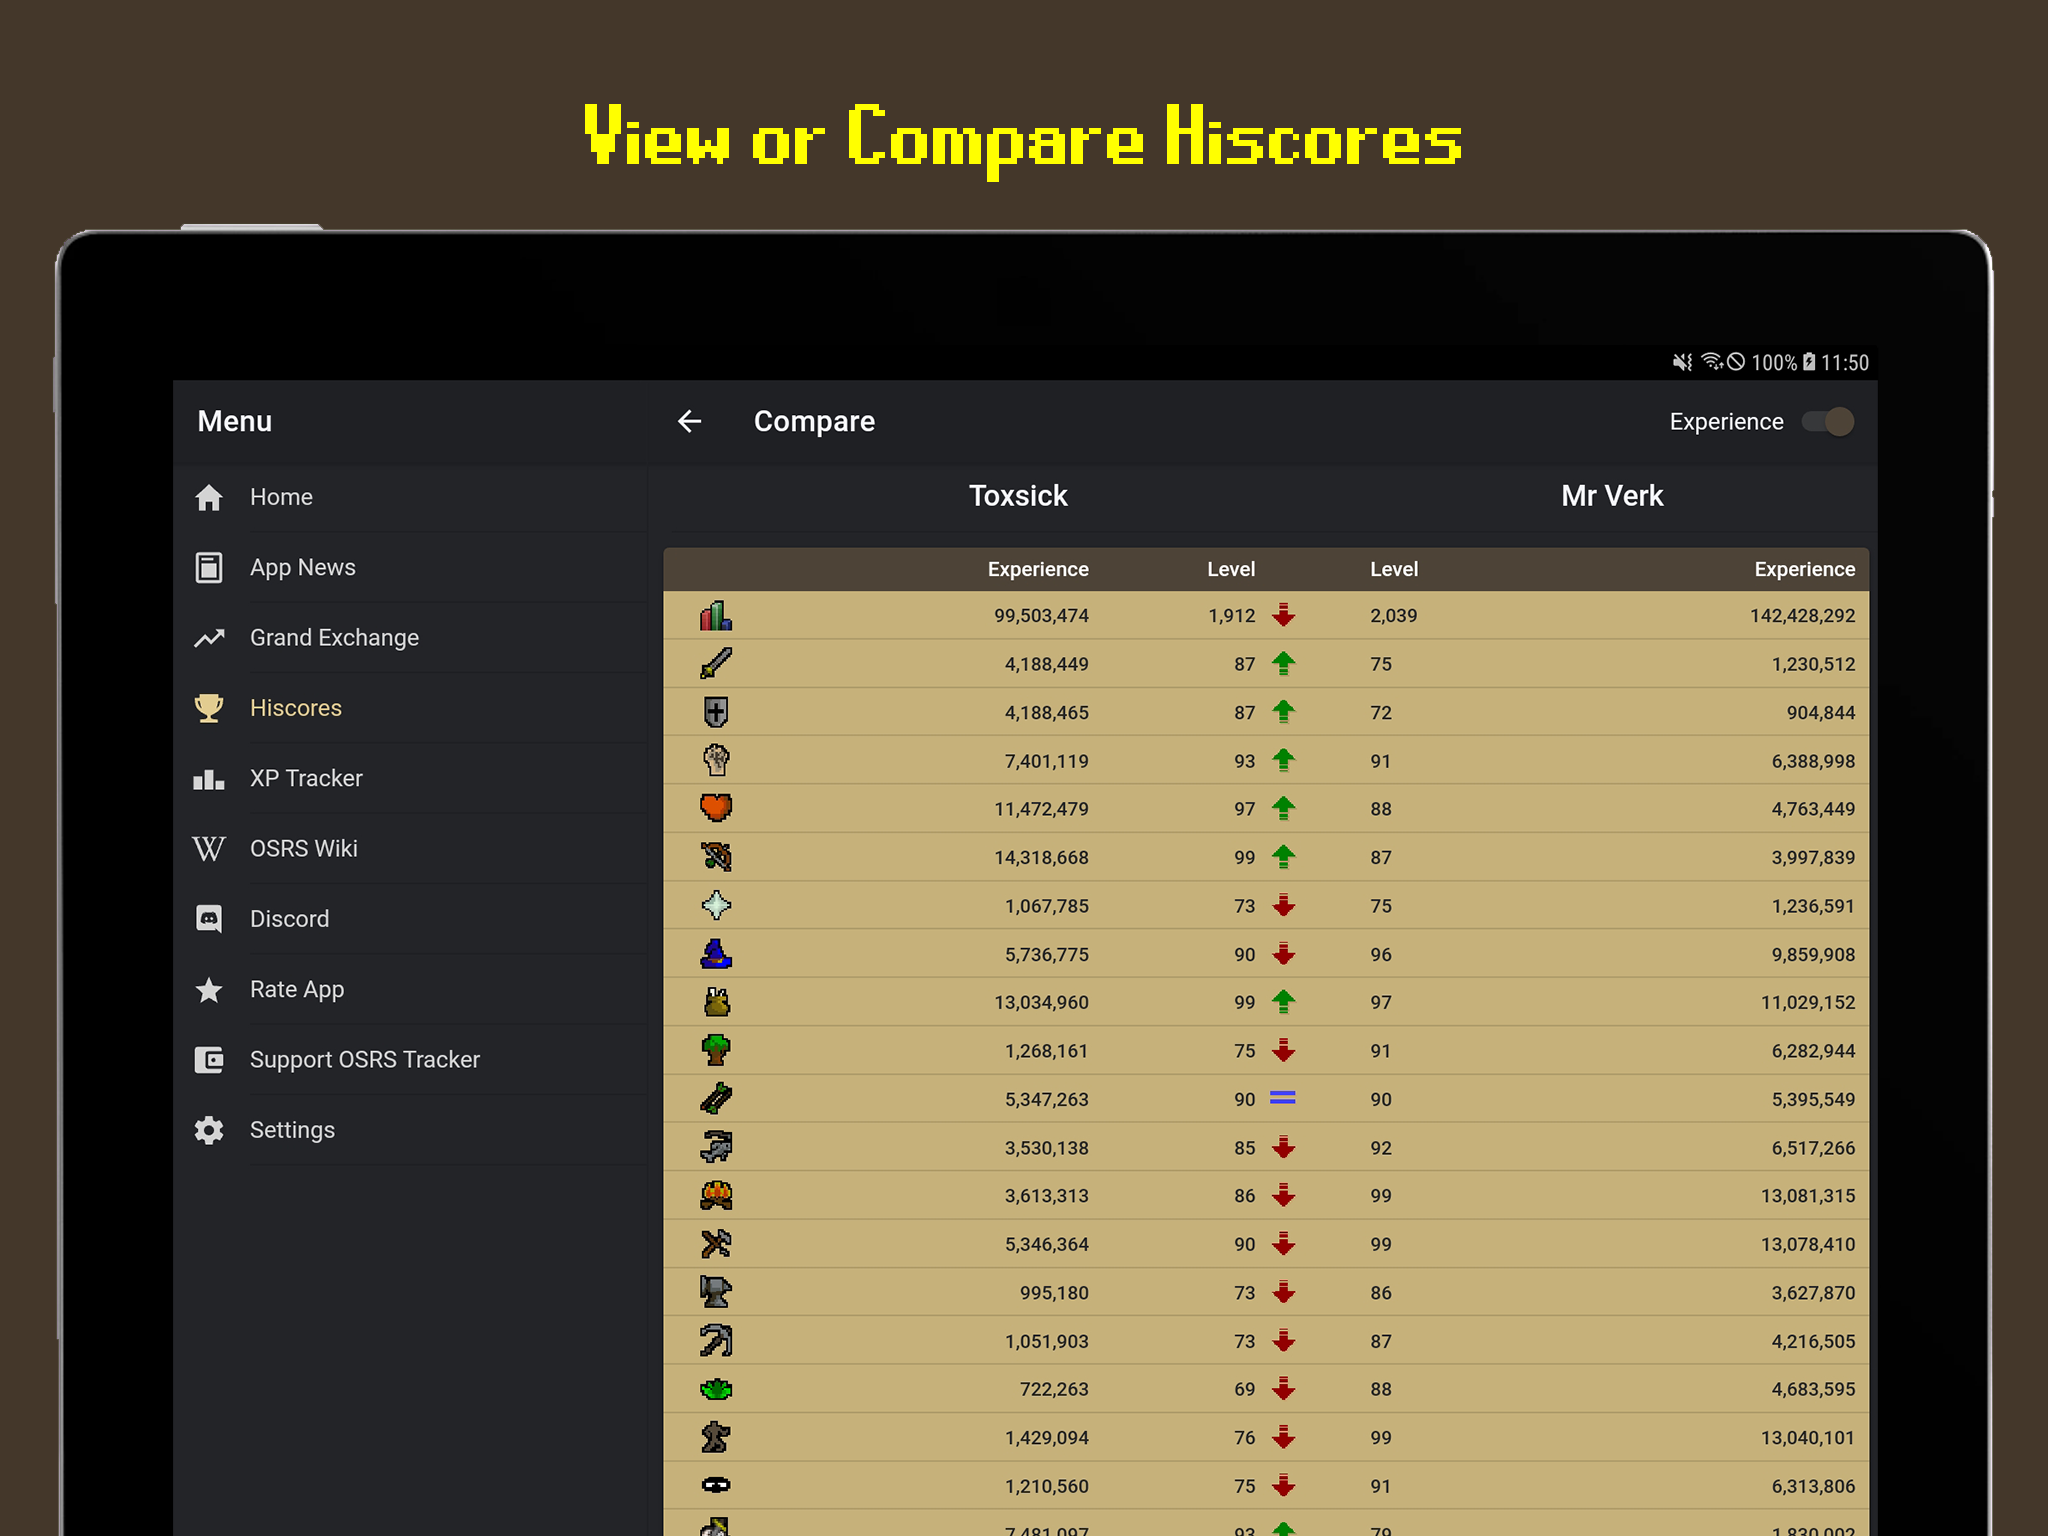 View or Compare Hiscores
100% 11:50
Menu
Compare
Experience
Home
App News
Grand Exchange
Hiscores
XP Tracker
OSRS Wiki
Discord
Rate App
Support OSRS Tracker
Settings
Toxsick Mr Verk
Experience Level Level Experience
99,503,474 1,912 2,039 142,428,292
4,188,449 87 75 1,230,512
4,188,465 87 72 904,844
7,401,119 93 91 6,388,998
11,472,479 97 88 4,763,449
14,318,668 99 87 3,997,839
1,067,785 73 75 1,236,591
5,736,775 90 96 9,859,908
13,034,960 99 97 11,029,152
1,268,161 75 91 6,282,944
5,347,263 90 90 5,395,549
3,530,138 85 92 6,517,266
3,613,313 86 99 13,081,315
5,346,364 90 99 13,078,410
995,180 73 86 3,627,870
1,051,903 73 87 4,216,505
722,263 69 88 4,683,595
1,429,094 76 99 13,040,101
1,210,560 75 91 6,313,806
7,481,097 93 79 1,830,002